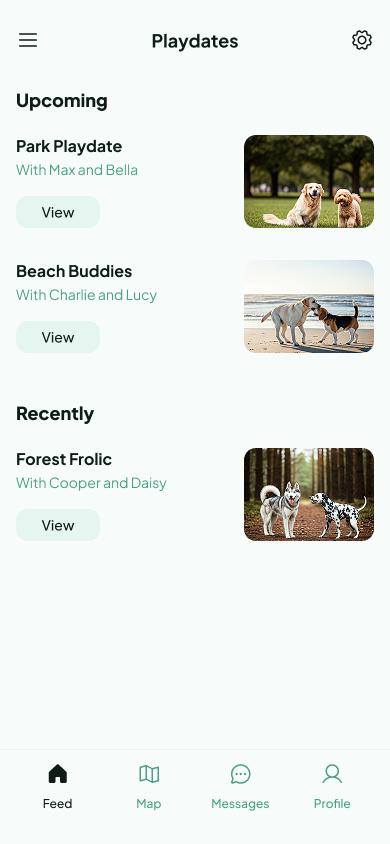 Playdates
Upcoming
Park Playdate
With Max and Bella
View
Beach Buddies
With Charlie and Lucy
View
Recently
Forest Frolic
With Cooper and Daisy
View
Feed
Map
Messages
Profile